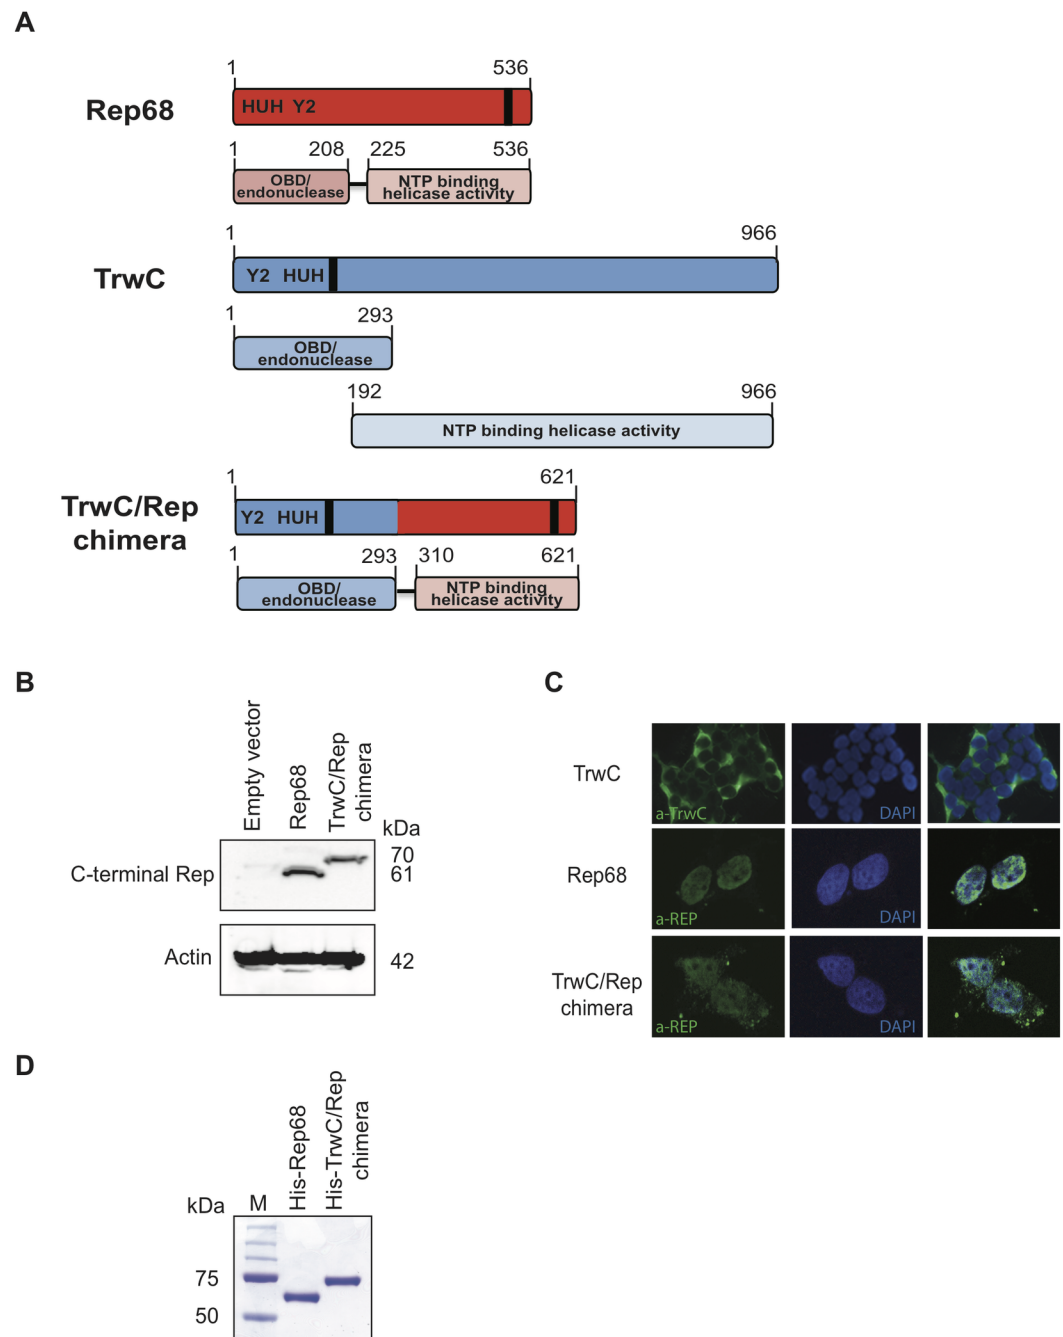 A
1 536
Rep68
HUH Y2
1 208 225 536
OBD/
endonuclease
NTP binding
helicase activity
1 966
TrwC
Y2 HUH
1 293
OBD/
endonuclease
192 966
NTP binding helicase activity
1 621
TrwC/Rep
chimera
Y2 HUH
1 293 310 621
OBD/
endonuclease
NTP binding
helicase activity
B
Empty vector
Rep68
TrwC/Rep
chimera
kDa
C-terminal Rep
70
61
Actin
42
C
TrwC
a-TrwC
DAPI
Rep68
a-REP
DAPI
TrwC/Rep
chimera
a-REP
DAPI
D
kDa
M
His-Rep68
His-TrwC/Rep
chimera
75
50